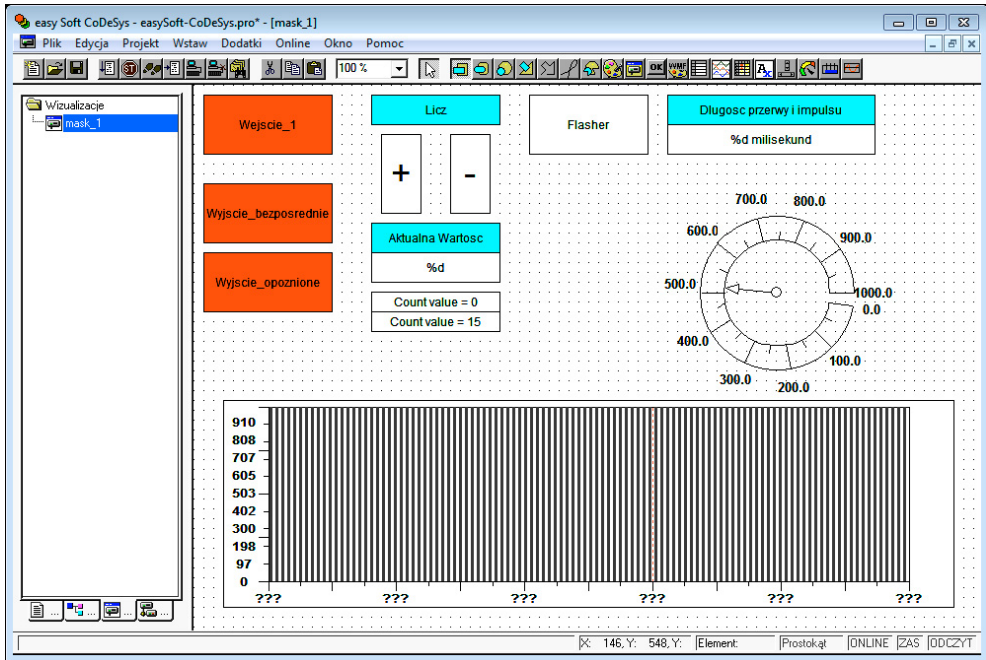 easy Soft CoDeSys - easySoft-CoDeSys.pro* - [mask_1]
Plik Edycja Projekt Wstaw Dodatki Online Okno Pomoc
100 %
Wizualizacje
mask_1
Wejscie_1
Licz
Flasher
Dlugosc przerwy i impulsu
%d milisekund
+
-
Wyjscie_bezposrednie
Aktualna Wartosc
%d
Wyjscie_opoznione
Count value = 0
Count value = 15
700.0
800.0
600.0
900.0
500.0
1000.0
0.0
400.0
100.0
300.0
200.0
910
808
707
605
503
402
300
198
97
0
??? ??? ??? ??? ??? ???
X: 146, Y: 548, Y: Element: Prostokąt ONLINE ZAS ODCZYT